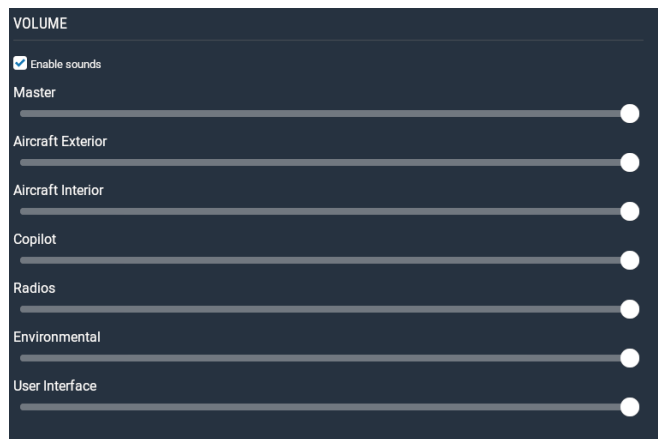 VOLUME
Enable sounds
Master
Aircraft Exterior
Aircraft Interior
Copilot
Radios
Environmental
User Interface